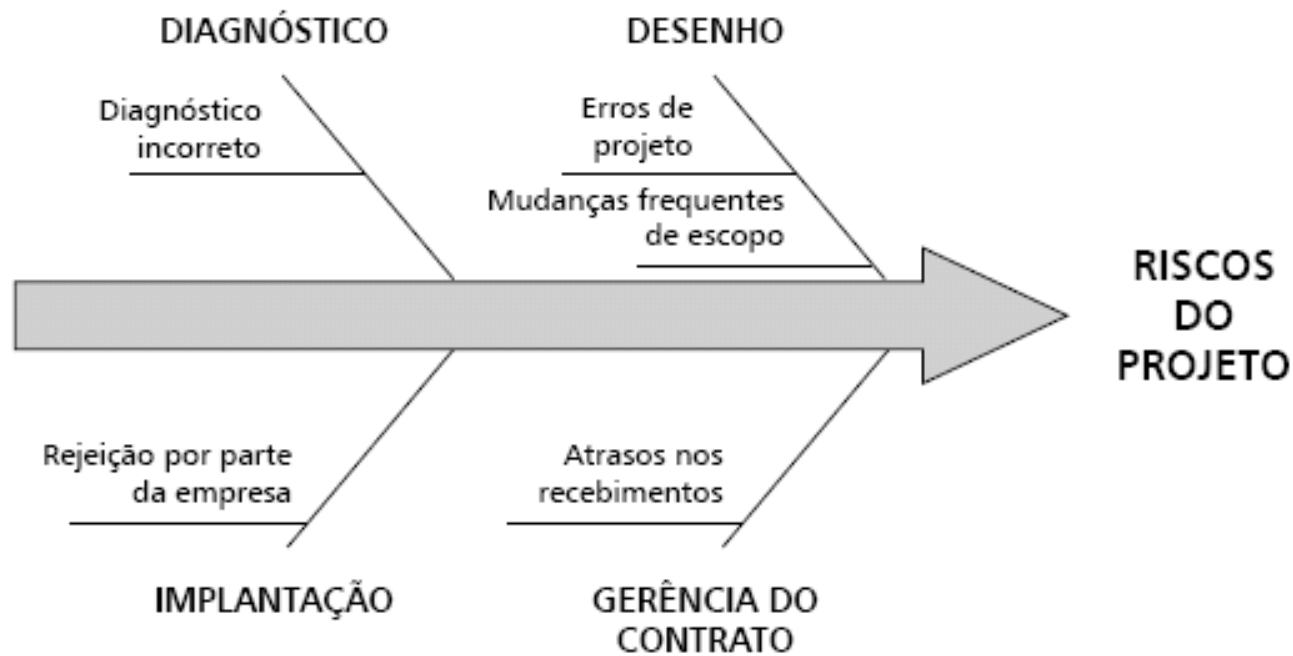 DIAGNÓSTICO
Diagnóstico
incorreto
DESENHO
Erros de
projeto
Mudanças frequentes
de escopo
RISCOS
DO
PROJETO
Rejeição por parte
da empresa
IMPLANTAÇÃO
Atrasos nos
recebimentos
GERÊNCIA DO
CONTRATO